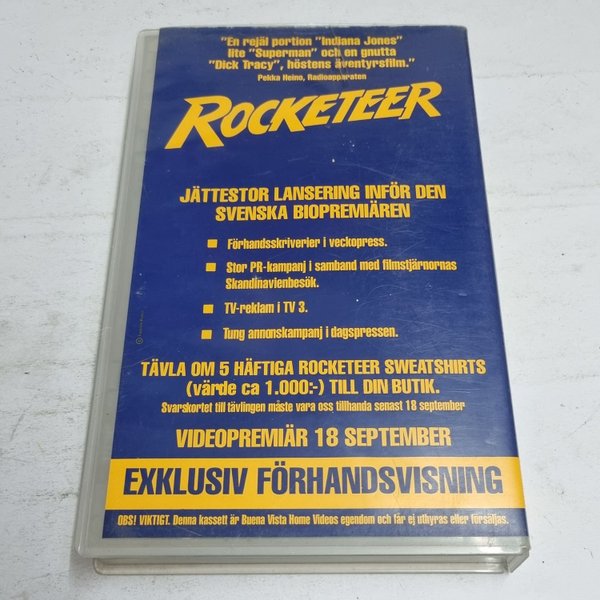 "En rejäl portion "Indiana Jones"
lite "Superman" och en gnutta
"Dick Tracy", höstens äventyrsfilm."
Pekka Heino, Radioapparaten
ROCKETEER
JÄTTESTOR LANSERING INFÖR DEN
SVENSKA BIOPREMIÄREN
Förhandsskriverier i veckopress.
Stor PR-kampanj i samband med filmstjärnornas
Skandinavienbesök.
TV-reklam i TV 3.
Tung annonskampanj i dagspressen.
TÄVLA OM 5 HÄFTIGA ROCKETEER SWEATSHIRTS
(värde ca 1.000:-) TILL DIN BUTIK.
Svarskortet till tävlingen måste vara oss tillhanda senast 18 september
VIDEOPREMIÄR 18 SEPTEMBER
EXKLUSIV FÖRHANDSVISNING
OBS! VIKTIGT. Denna kassett är Buena Vista Home Videos egendom och får ej uthyras eller försäljas.